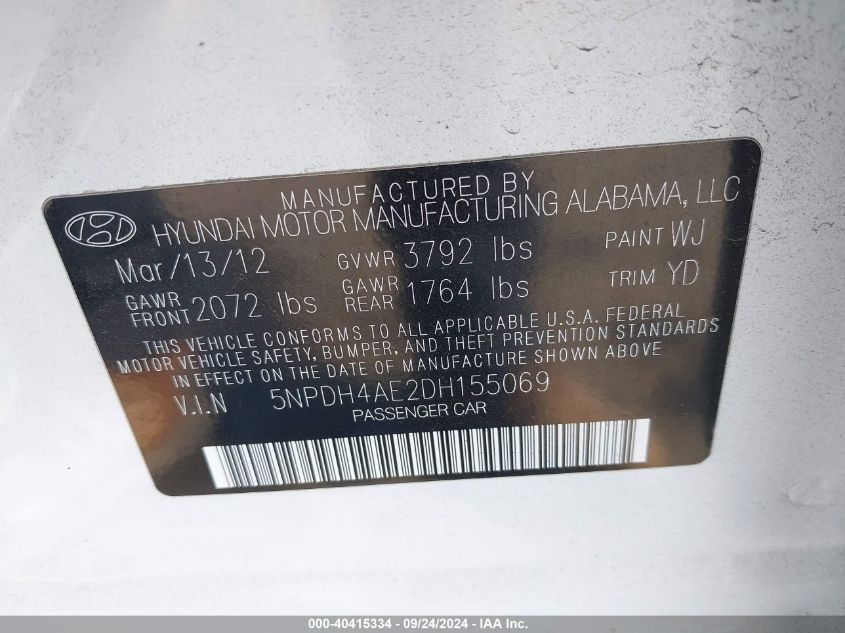 MANUFACTURED BY
HYUNDAI MOTOR MANUFACTURING ALABAMA, LLC
Mar/13/12 GVWR 3792 lbs PAINT WJ
GAWR FRONT 2072 lbs GAWR REAR 1764 lbs TRIM YD
THIS VEHICLE CONFORMS TO ALL APPLICABLE U.S.A. FEDERAL
MOTOR VEHICLE SAFETY, BUMPER, AND THEFT PREVENTION STANDARDS
IN EFFECT ON THE DATE OF MANUFACTURE SHOWN ABOVE
V.I.N 5NPDH4AE2DH155069
PASSENGER CAR
000-40415334 - 09/24/2024 - IAA Inc.